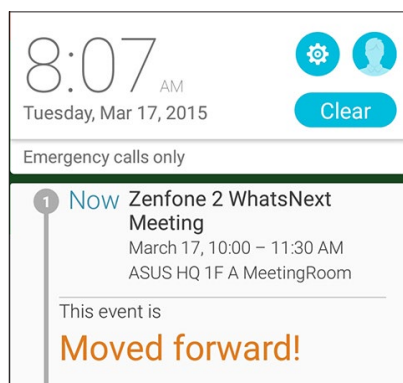 8:07 AM
Tuesday, Mar 17, 2015
Clear
Emergency calls only
1 Now Zenfone 2 WhatsNext
Meeting
March 17, 10:00 – 11:30 AM
ASUS HQ 1F A MeetingRoom
This event is
Moved forward!